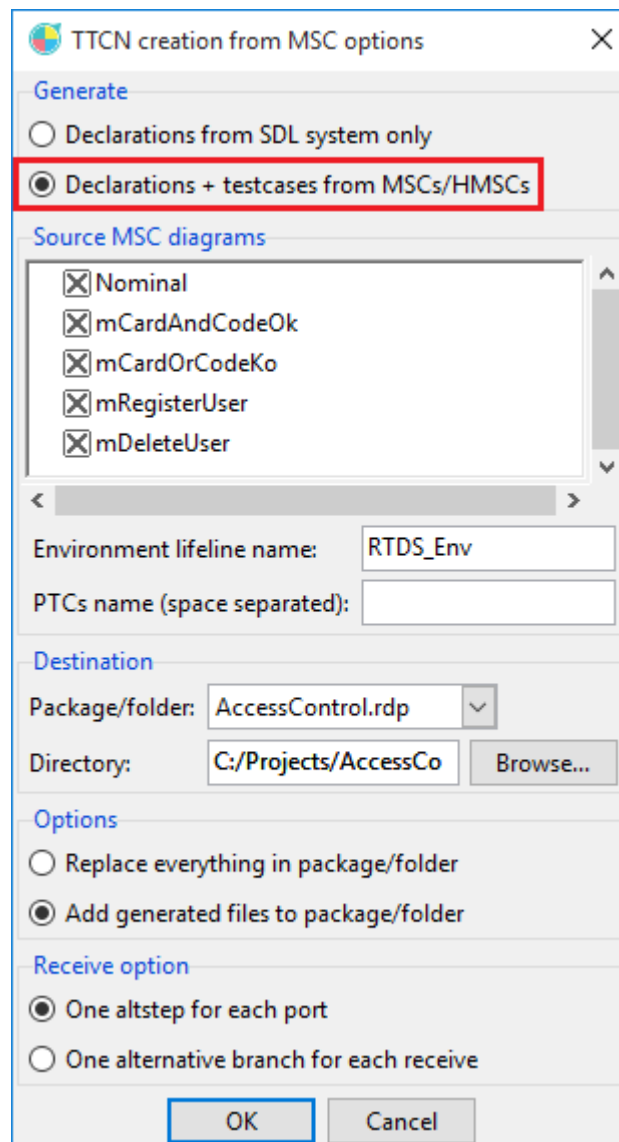 TTCN creation from MSC options
Generate
Declarations from SDL system only
Declarations + testcases from MSCs/HMSCs
Source MSC diagrams
Nominal
mCardAndCodeOk
mCardOrCodeKo
mRegisterUser
mDeleteUser
Environment lifeline name: RTDS_Env
PTCs name (space separated):
Destination
Package/folder: AccessControl.rdp
Directory: C:/Projects/AccessCo Browse...
Options
Replace everything in package/folder
Add generated files to package/folder
Receive option
One altstep for each port
One alternative branch for each receive
OK Cancel